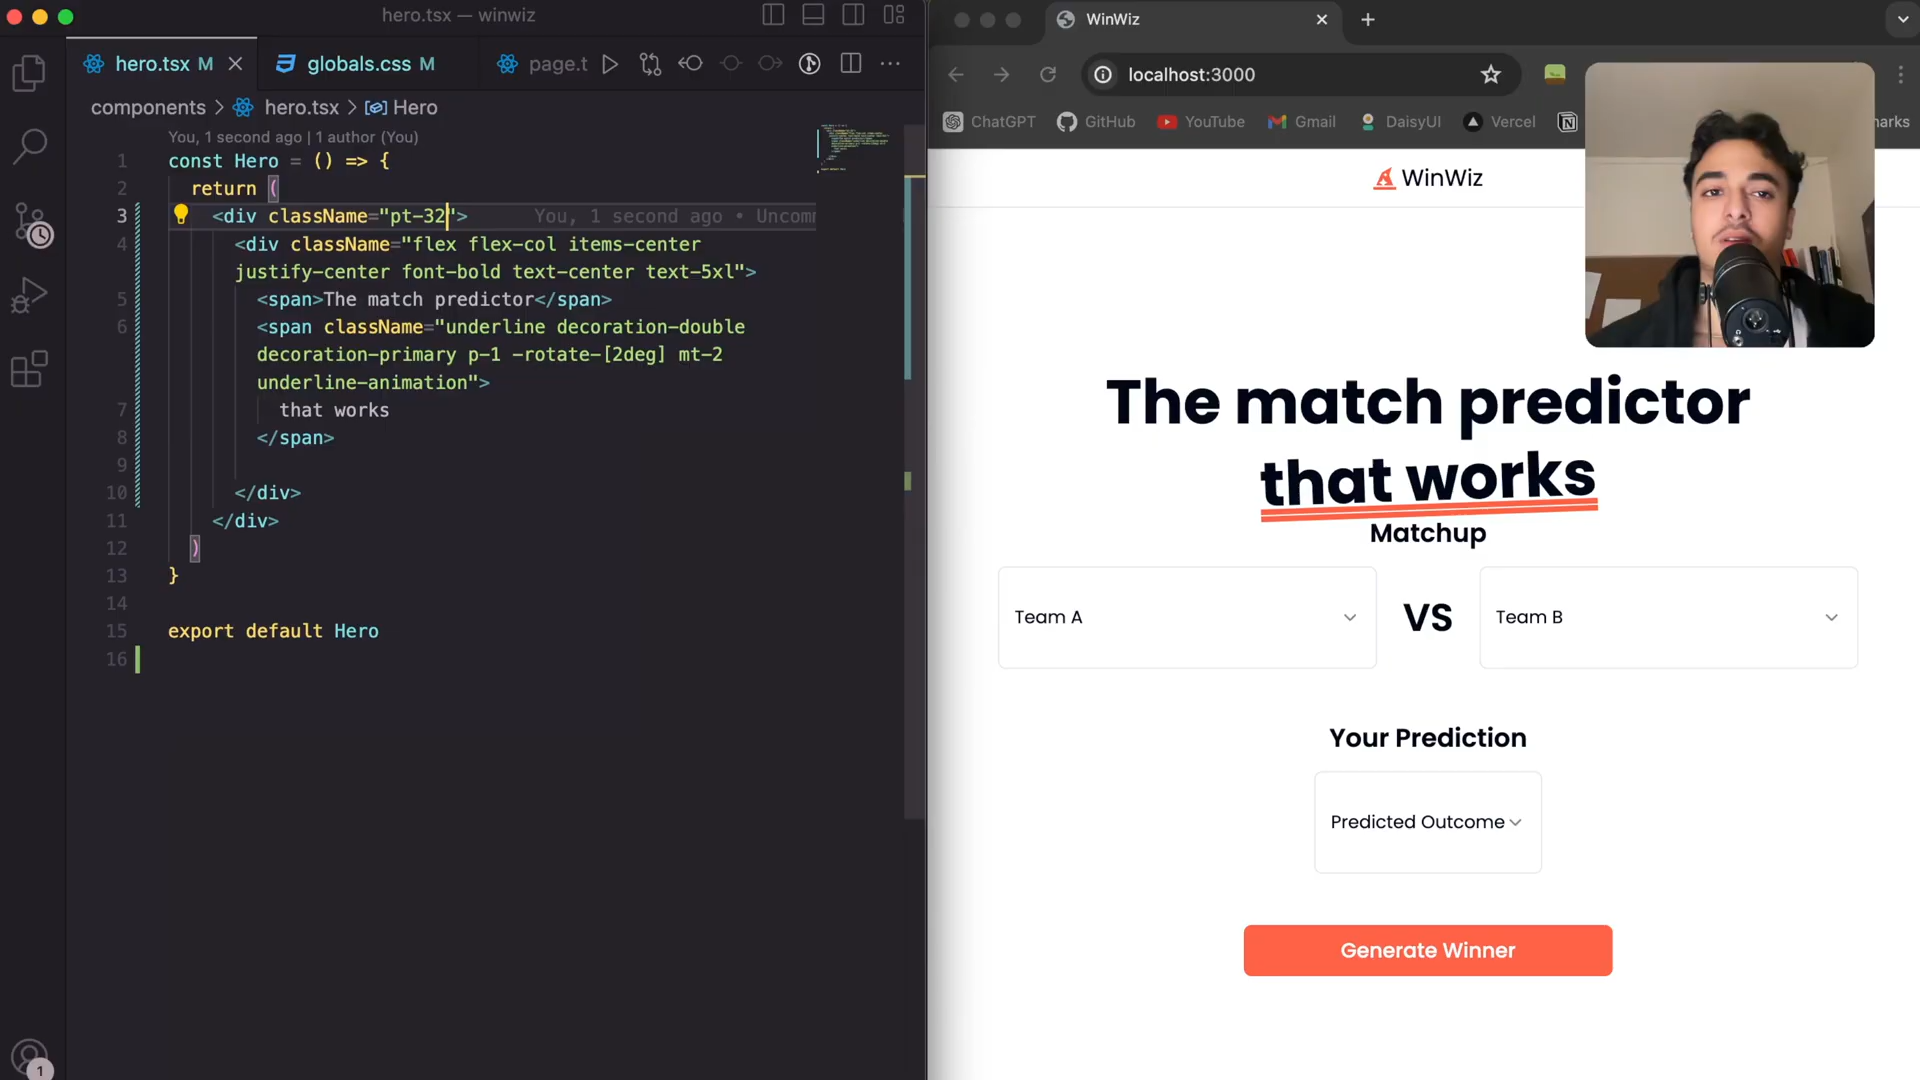 hero.tsx — winwiz
hero.tsx M
globals.css M
page.t
components > hero.tsx > Hero
You, 1 second ago | 1 author (You)
1 const Hero = () => {
2 return (
3 <div className="pt-32"> You, 1 second ago • Uncomm
4 <div className="flex flex-col items-center
justify-center font-bold text-center text-5xl">
5 <span>The match predictor</span>
6 <span className="underline decoration-double
decoration-primary p-1 -rotate-[2deg] mt-2
underline-animation">
7 that works
8 </span>
9
10 </div>
11 </div>
12 )
13 }
14
15 export default Hero
16
1
WinWiz
localhost:3000
ChatGPT GitHub YouTube Gmail DaisyUI Vercel arks
WinWiz
The match predictor
that works
Matchup
Team A VS Team B
Your Prediction
Predicted Outcome
Generate Winner